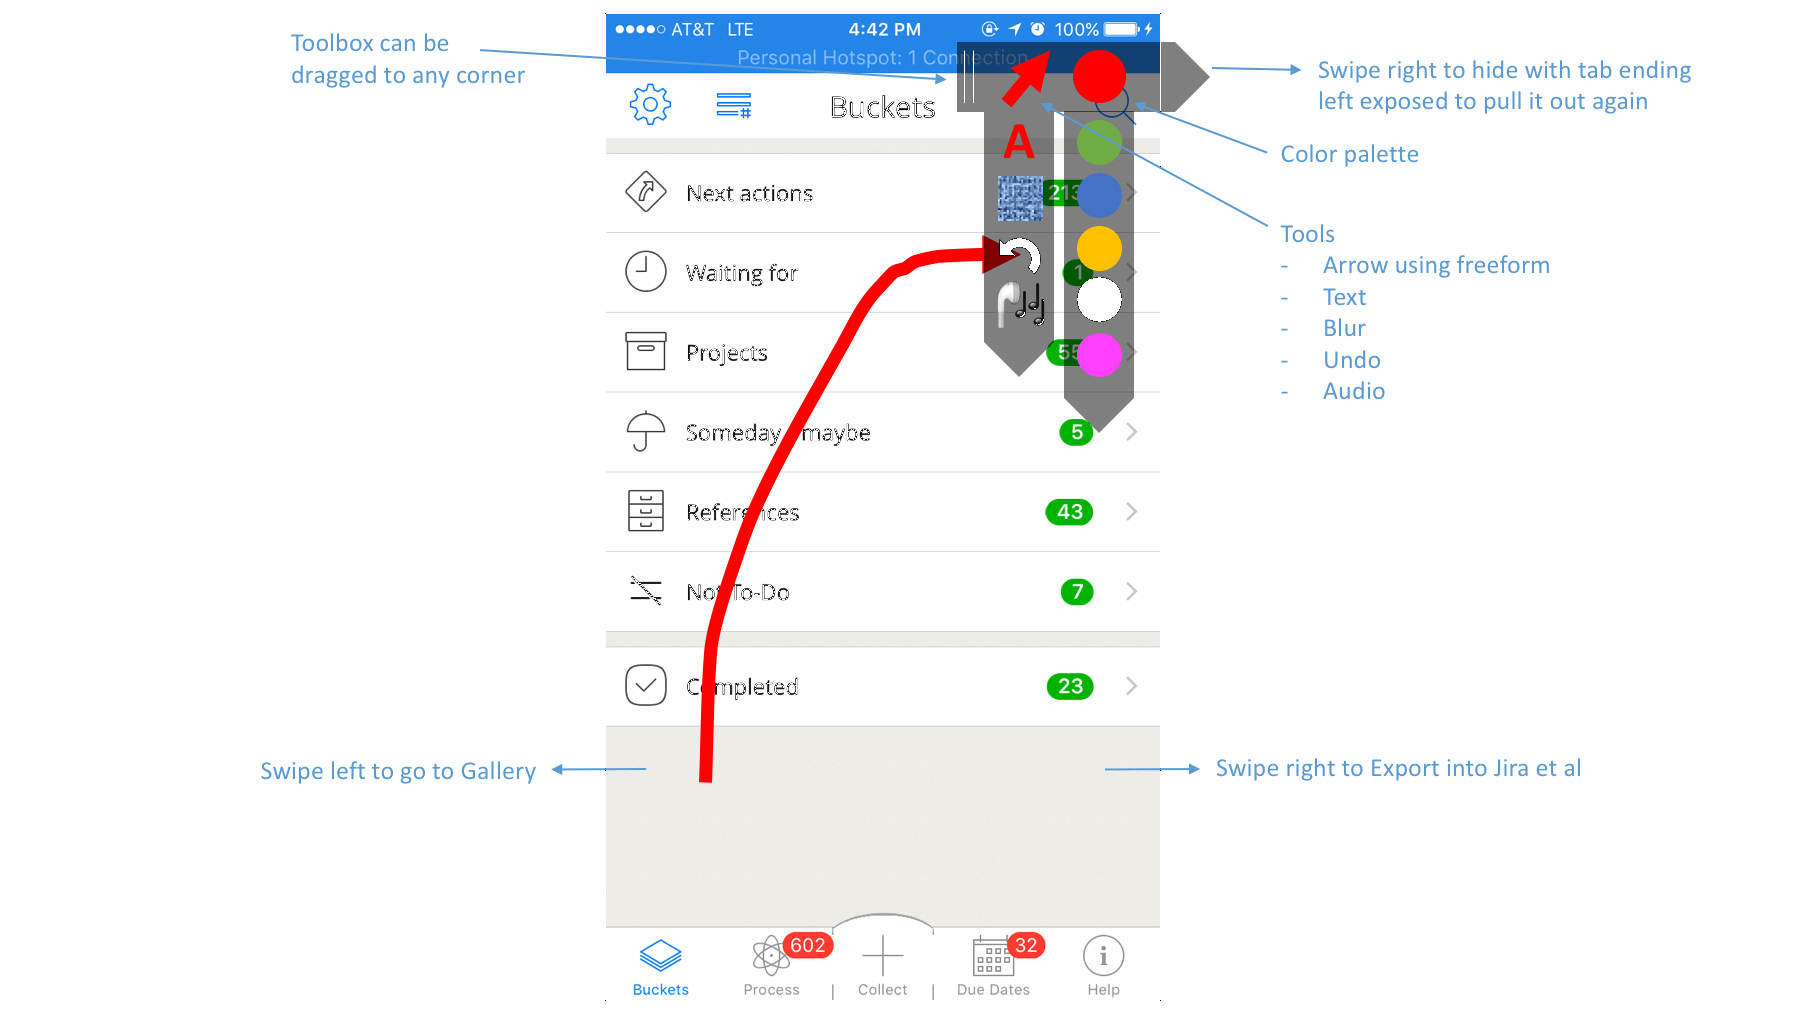 Toolbox can be
dragged to any corner
AT&T LTE 4:42 PM 100%
Personal Hotspot: 1 Connection
Buckets
A
Next actions 213
Waiting for 1
Projects 55
Someday maybe 5
References 43
Not To-Do 7
Completed 23
Swipe right to hide with tab ending
left exposed to pull it out again
Color palette
Tools
- Arrow using freeform
- Text
- Blur
- Undo
- Audio
Swipe left to go to Gallery
Swipe right to Export into Jira et al
602 32
Buckets Process Collect Due Dates Help